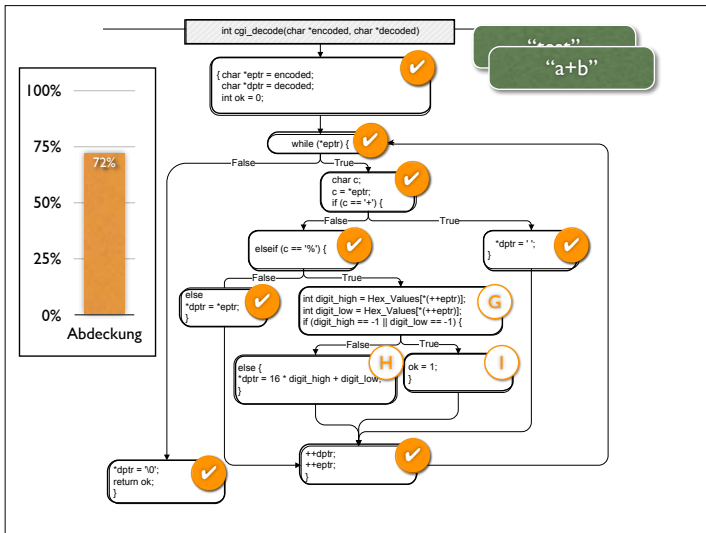 int cgi_decode(char *encoded, char *decoded)
“test”
“a+b”
{ char *eptr = encoded;
char *dptr = decoded;
int ok = 0;
100%
75%
72%
50%
25%
0%
Abdeckung
while (*eptr) {
False
True
char c;
c = *eptr;
if (c == '+') {
False
True
elseif (c == '%') {
*dptr = ' ';
}
False
True
else
*dptr = *eptr;
}
int digit_high = Hex_Values[*(++eptr)];
int digit_low = Hex_Values[*(++eptr)];
if (digit_high == -1 || digit_low == -1) {
G
False
True
else {
*dptr = 16 * digit_high + digit_low;
}
H
ok = 1;
}
I
++dptr;
++eptr;
}
*dptr = '\0';
return ok;
}